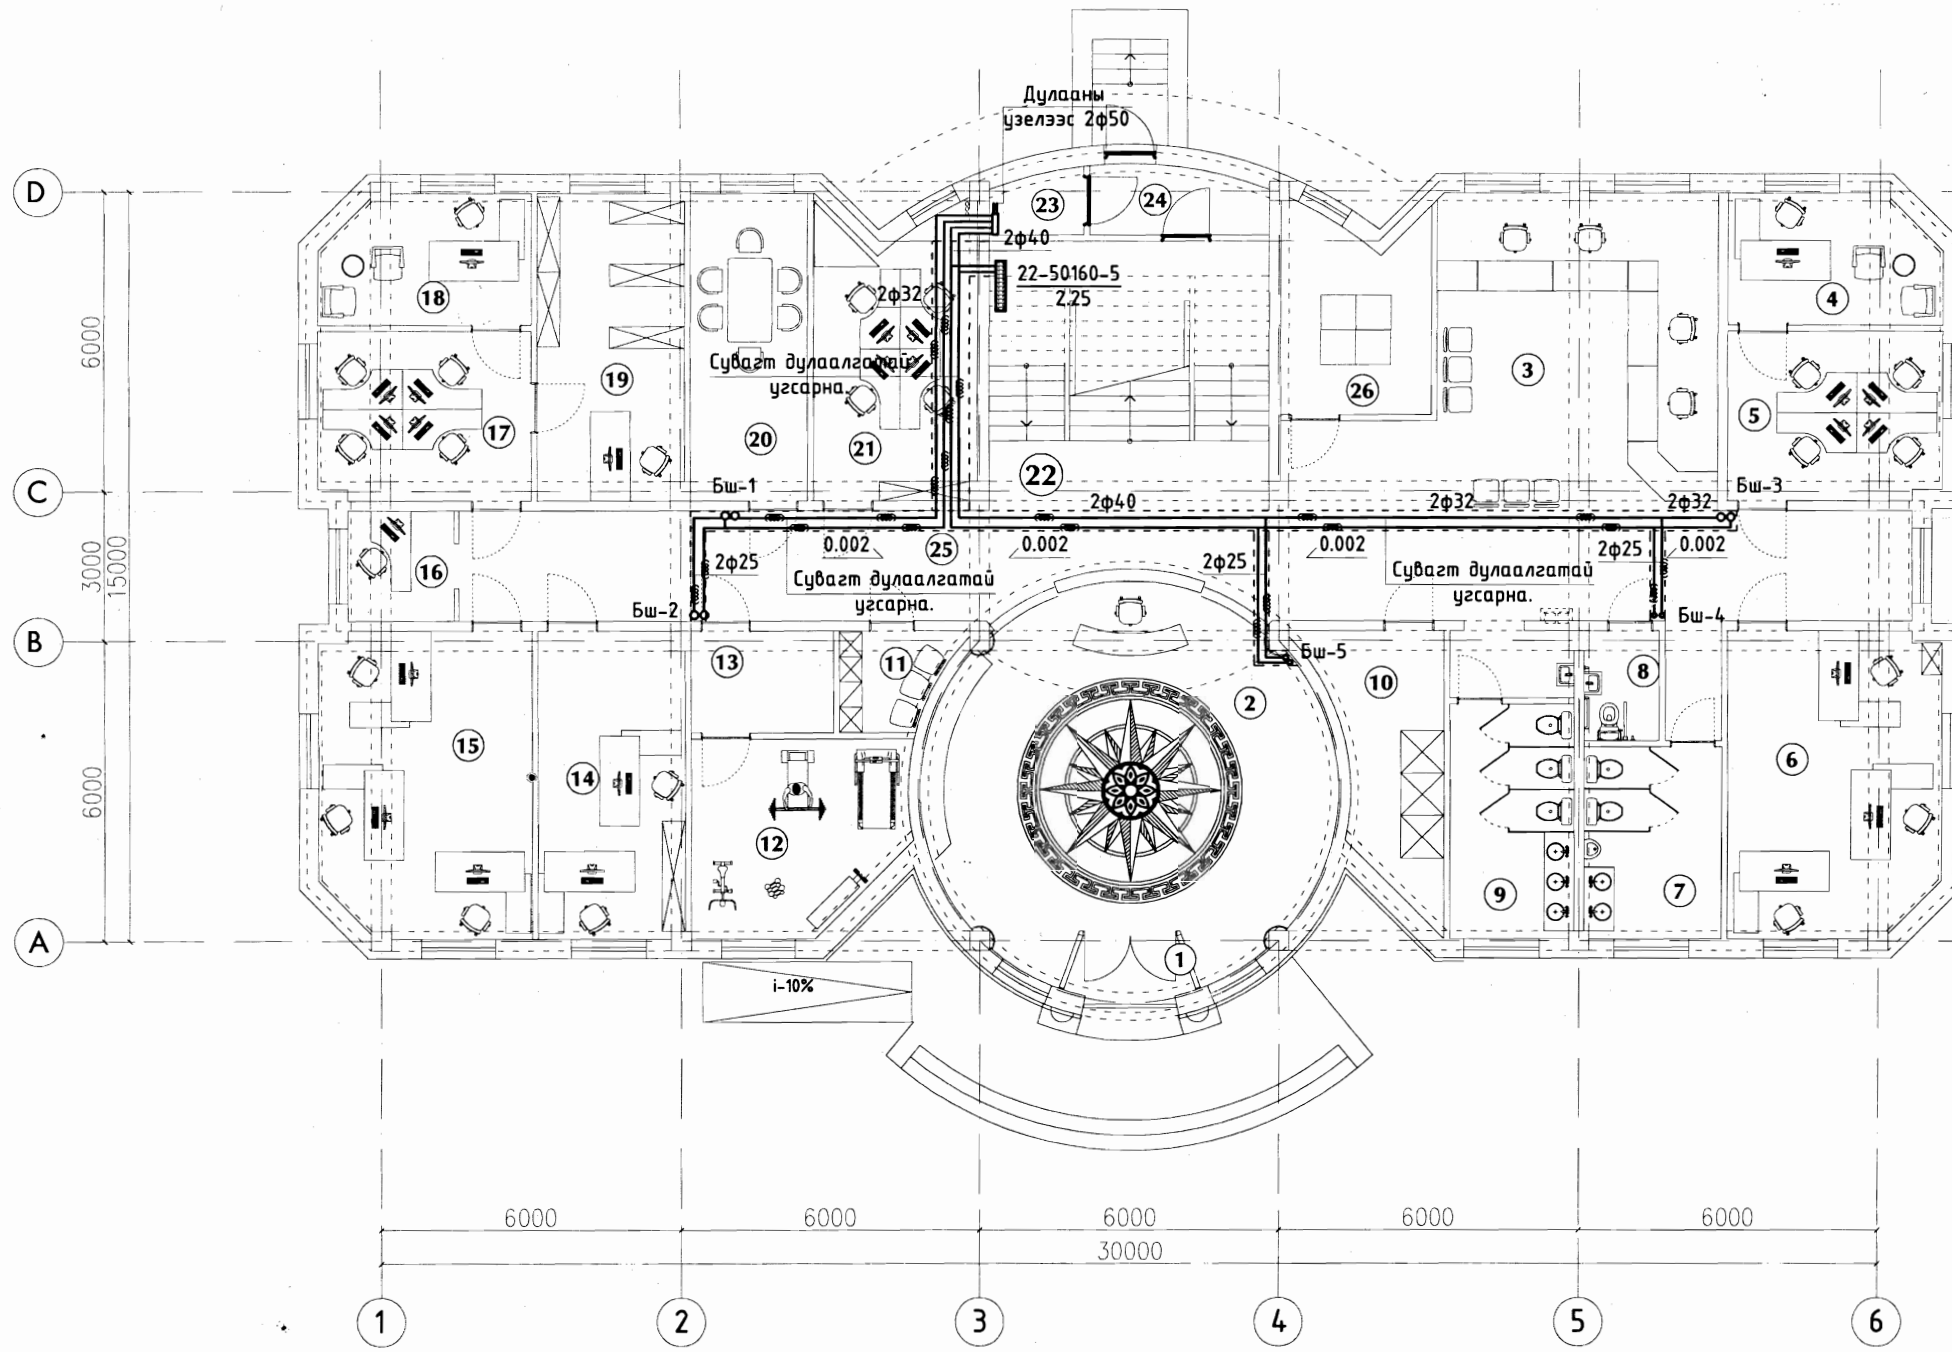 Дулааны
узелээс 2ф50
D
23
24
2ф40
22-50160-5
2.25
18
2ф32
4
6000
Сувагт дулаалгатай
угсарна.
19
26
3
17
20
21
5
22
C
Бш-1
2ф40
2ф32
2ф32
Бш-3
3000
15000
16
2ф25
0.002
25
0.002
2ф25
0.002
2ф25
0.002
Сувагт дулаалгатай
угсарна.
Сувагт дулаалгатай
угсарна.
Бш-2
Бш-4
B
13
11
Бш-5
10
8
2
15
14
6
6000
12
9
7
A
1
i-10%
6000
6000
6000
6000
6000
30000
1
2
3
4
5
6